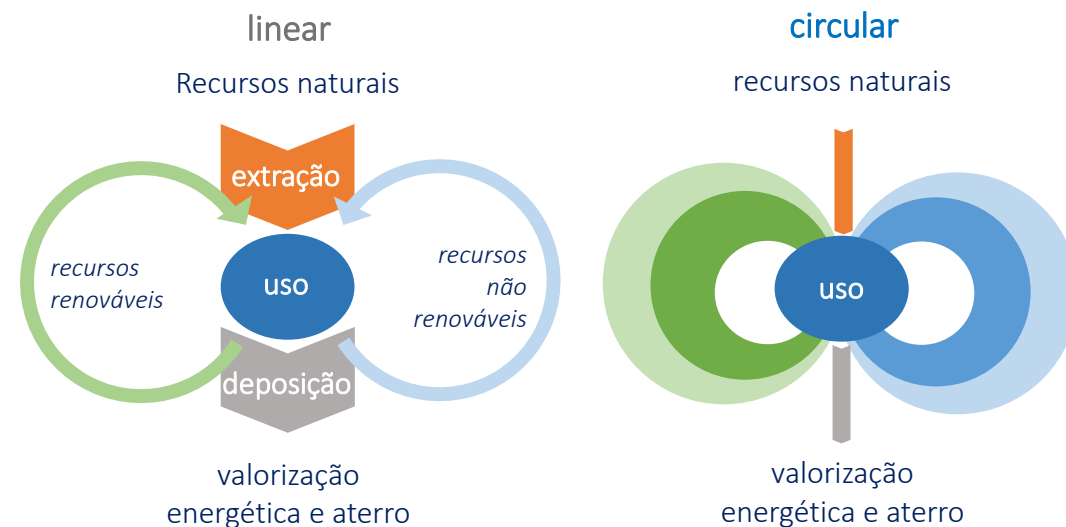 linear
Recursos naturais
extração
recursos
renováveis
uso
recursos
não
renováveis
deposição
valorização
energética e aterro
circular
recursos naturais
uso
valorização
energética e aterro